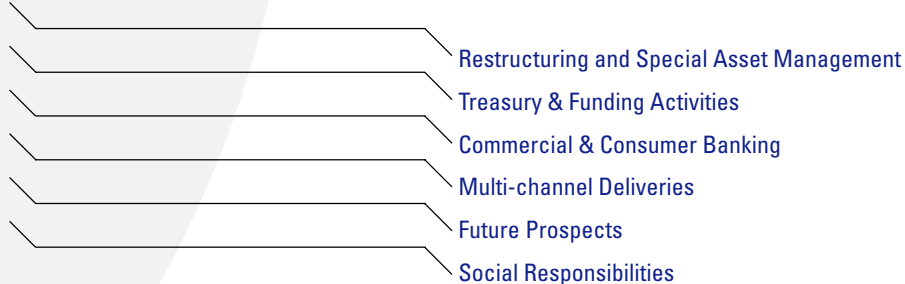 Restructuring and Special Asset Management
Treasury & Funding Activities
Commercial & Consumer Banking
Multi-channel Deliveries
Future Prospects
Social Responsibilities